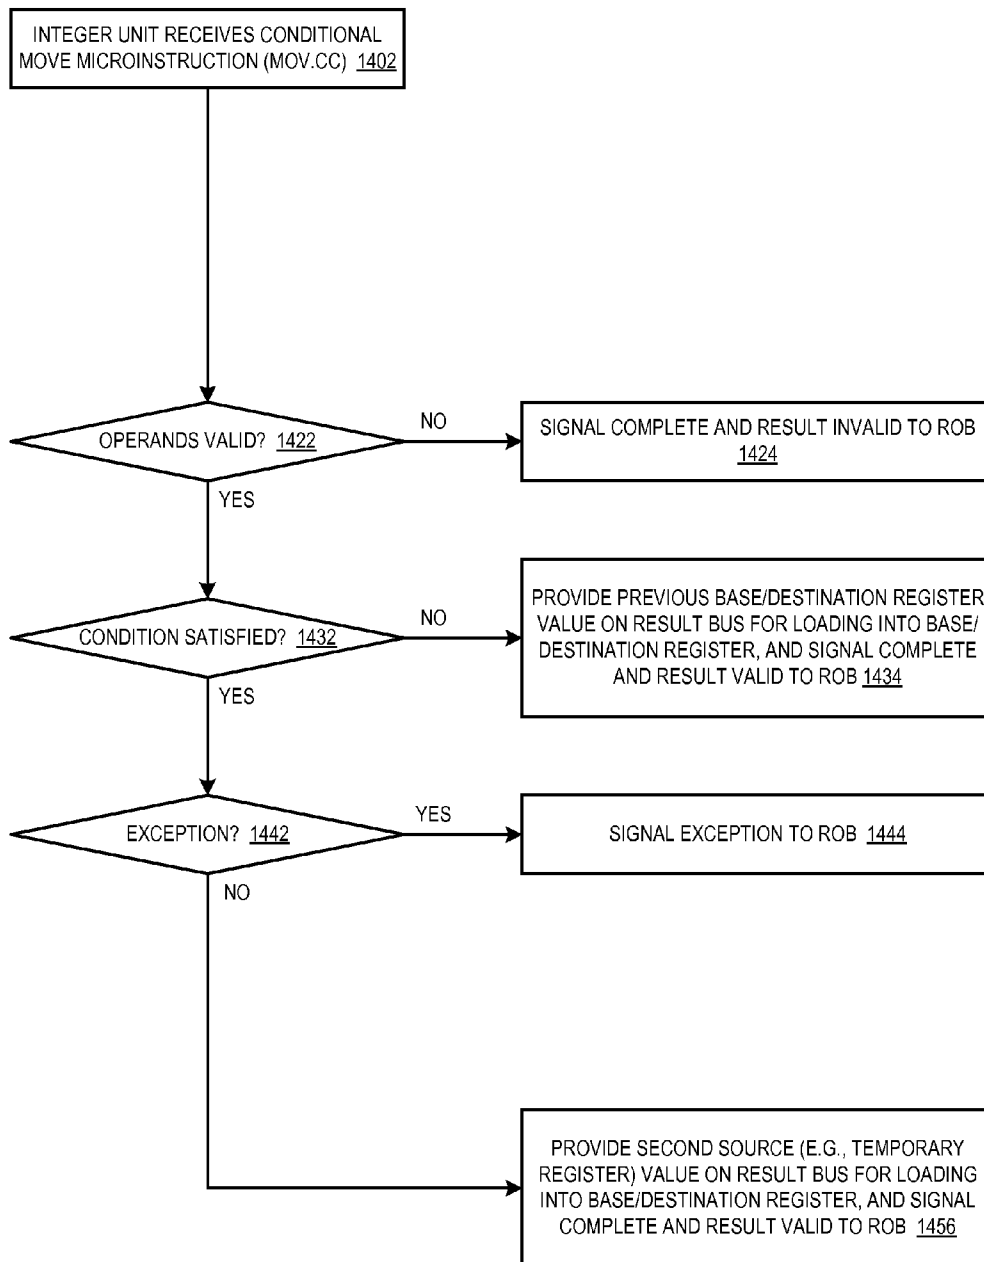 INTEGER UNIT RECEIVES CONDITIONAL
MOVE MICROINSTRUCTION (MOV.CC) 1402
OPERANDS VALID? 1422
NO
SIGNAL COMPLETE AND RESULT INVALID TO ROB
1424
YES
CONDITION SATISFIED? 1432
NO
PROVIDE PREVIOUS BASE/DESTINATION REGISTER
VALUE ON RESULT BUS FOR LOADING INTO BASE/
DESTINATION REGISTER, AND SIGNAL COMPLETE
AND RESULT VALID TO ROB 1434
YES
EXCEPTION? 1442
YES
SIGNAL EXCEPTION TO ROB 1444
NO
PROVIDE SECOND SOURCE (E.G., TEMPORARY
REGISTER) VALUE ON RESULT BUS FOR LOADING
INTO BASE/DESTINATION REGISTER, AND SIGNAL
COMPLETE AND RESULT VALID TO ROB 1456